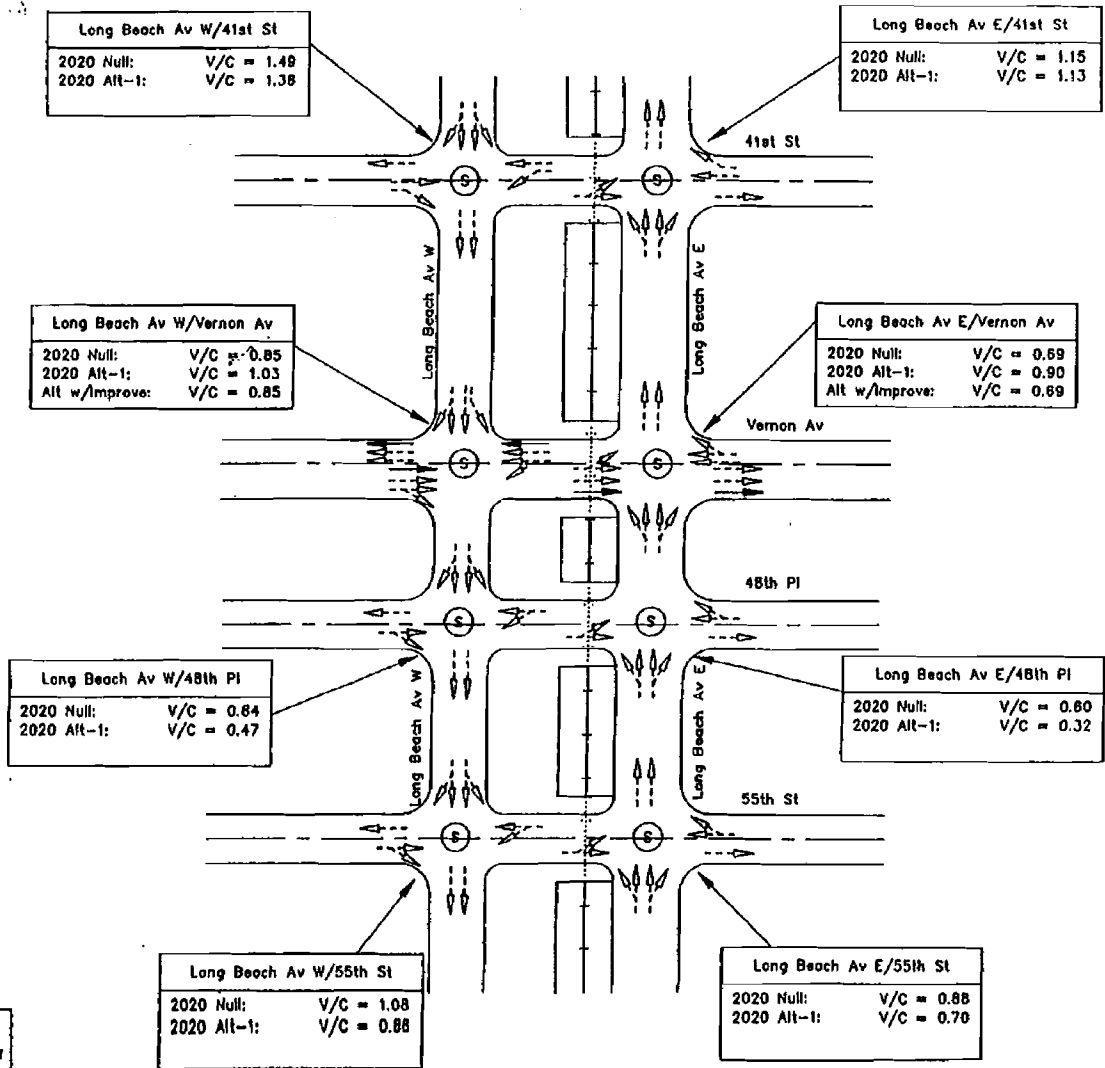 Long Beach Av W/41st St
2020 Null: V/C = 1.49
2020 Alt-1: V/C = 1.38
Long Beach Av E/41st St
2020 Null: V/C = 1.15
2020 Alt-1: V/C = 1.13
41st St
S
S
Long Beach Av W
Long Beach Av E
Long Beach Av W/Vernon Av
2020 Null: V/C = 0.85
2020 Alt-1: V/C = 1.03
Alt w/Improve: V/C = 0.85
Long Beach Av E/Vernon Av
2020 Null: V/C = 0.69
2020 Alt-1: V/C = 0.90
Alt w/Improve: V/C = 0.69
Vernon Av
S
S
48th Pl
S
S
Long Beach Av W/48th Pl
2020 Null: V/C = 0.64
2020 Alt-1: V/C = 0.47
Long Beach Av E/48th Pl
2020 Null: V/C = 0.60
2020 Alt-1: V/C = 0.32
Long Beach Av W
Long Beach Av E
55th St
S
S
Long Beach Av W/55th St
2020 Null: V/C = 1.08
2020 Alt-1: V/C = 0.88
Long Beach Av E/55th St
2020 Null: V/C = 0.88
2020 Alt-1: V/C = 0.70